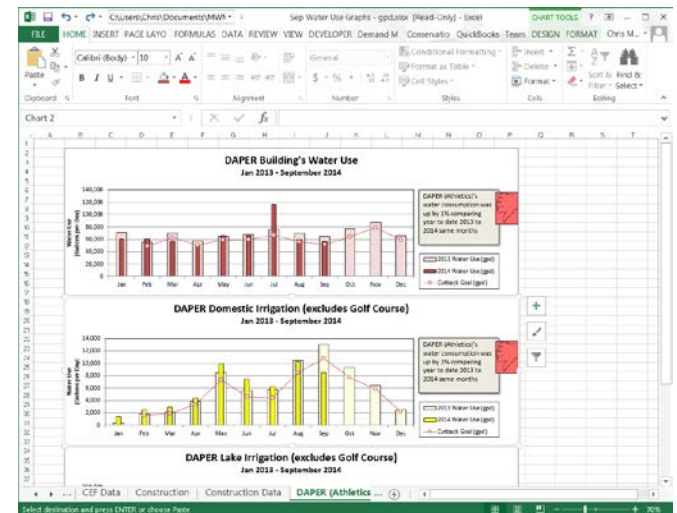 Sep Water Use Graphs - gpd.xlsx [Read-Only] - Excel
CHART TOOLS
FILE HOME INSERT PAGE LAYO FORMULAS DATA REVIEW VIEW DEVELOPER Demand M Conservatio QuickBooks Team DESIGN FORMAT Chris M...
Calibri (Body) 10
General
Conditional Formatting
Format as Table
Cell Styles
Insert
Delete
Format
Paste
B I U
$ % ,
Sort & Find &
Filter Select
Clipboard Font Alignment Number Styles Cells Editing
Chart 2
fx
A B C D E F G H I J K L M N O P Q R S T
DAPER Building's Water Use
Jan 2013 - September 2014
Water Use
(Gallons per Day)
140,000
120,000
100,000
80,000
60,000
40,000
20,000
0
Jan Feb Mar Apr May Jun Jul Aug Sep Oct Nov Dec
DAPER (Athletics)'s
water consumption was
up by 1% comparing
year to date 2013 to
2014 same months
2013 Water Use (gpd)
2014 Water Use (gpd)
Cutback Goal (gpd)
DAPER Domestic Irrigation (excludes Golf Course)
Jan 2013 - September 2014
Water Use
(Gallons per Day)
14,000
12,000
10,000
8,000
6,000
4,000
2,000
0
Jan Feb Mar Apr May Jun Jul Aug Sep Oct Nov Dec
DAPER (Athletics)'s
water consumption was
up by 2% comparing
year to date 2013 to
2014 same months
2013 Water Use (gpd)
2014 Water Use (gpd)
Cutback Goal (gpd)
DAPER Lake Irrigation (excludes Golf Course)
Jan 2013 - September 2014
... CEF Data Construction Construction Data DAPER (Athletics ...
Select destination and press ENTER or choose Paste
70%